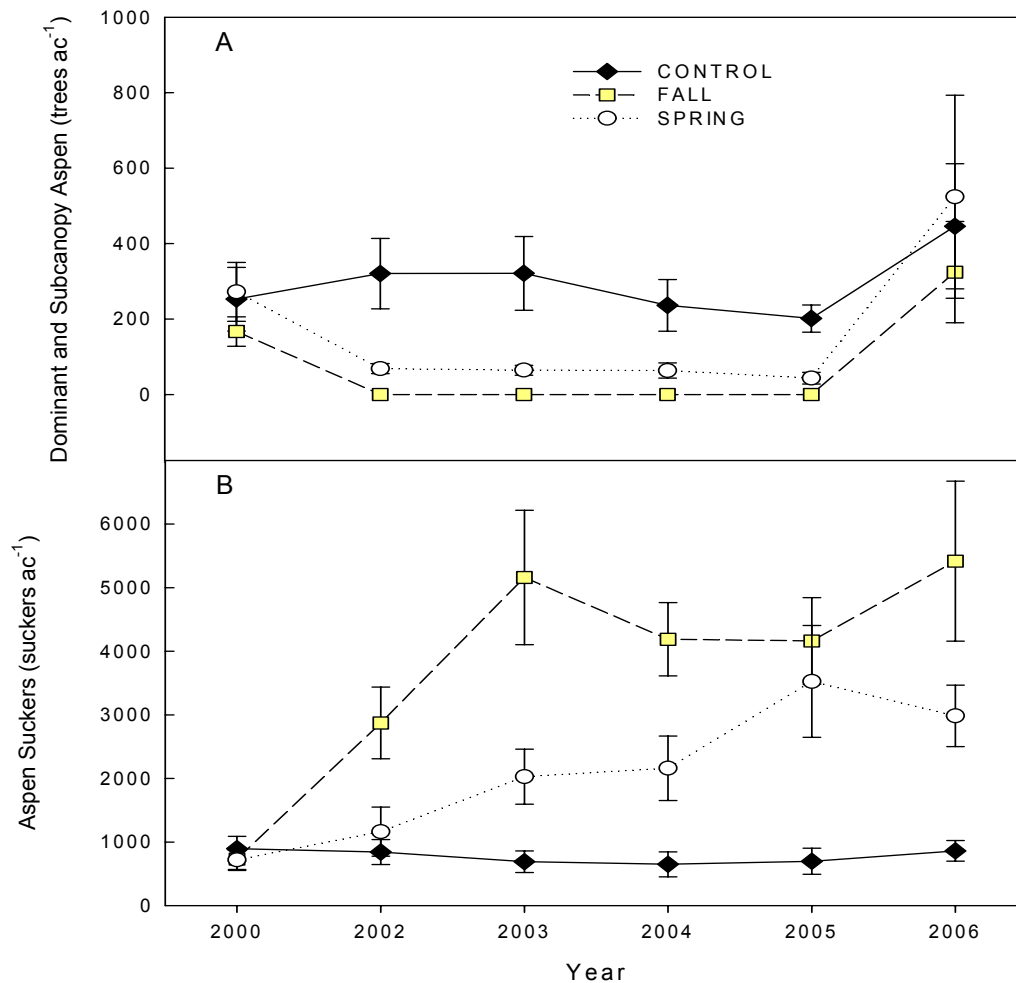 A
CONTROL
FALL
SPRING
Dominant and Subcanopy Aspen (trees ac⁻¹)
1000
800
600
400
200
0
B
Aspen Suckers (suckers ac⁻¹)
6000
5000
4000
3000
2000
1000
0
2000 2002 2003 2004 2005 2006
Year